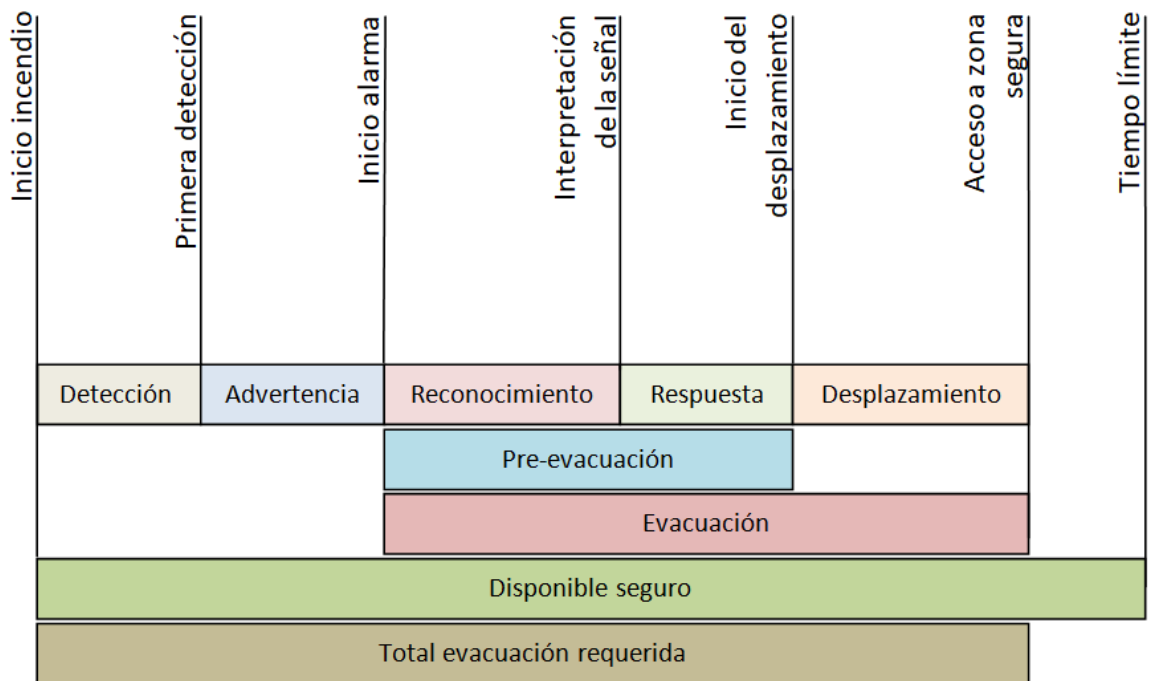 Inicio incendio
Primera detección
Inicio alarma
Interpretación
de la señal
Inicio del
desplazamiento
Acceso a zona
segura
Tiempo límite
Detección
Advertencia
Reconocimiento
Respuesta
Desplazamiento
Pre-evacuación
Evacuación
Disponible seguro
Total evacuación requerida